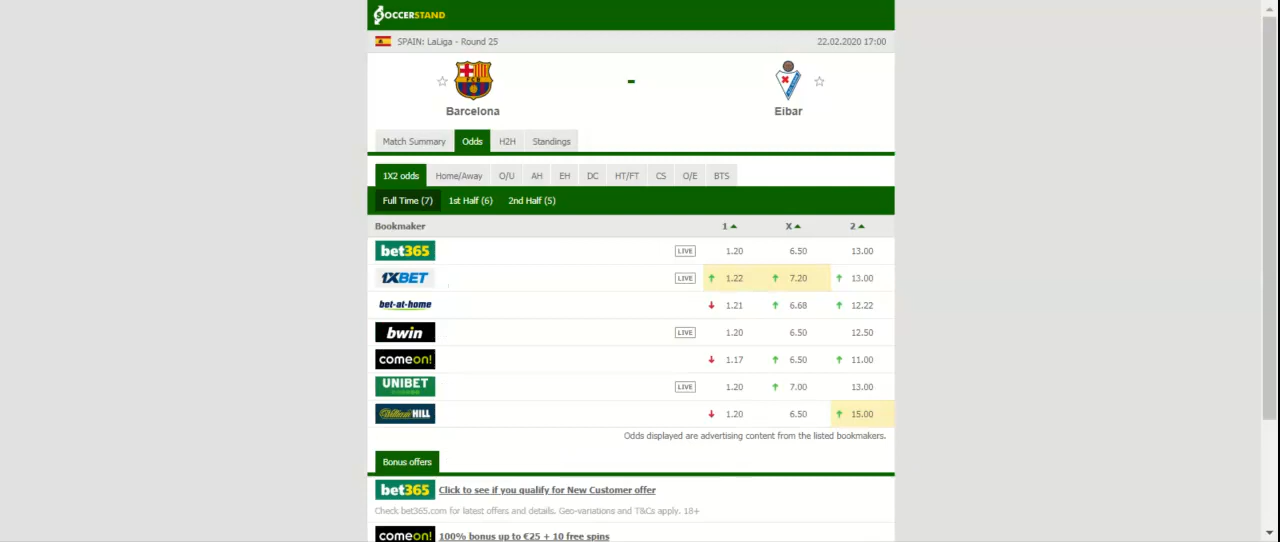 SOCCERSTAND
SPAIN: LaLiga - Round 25 22.02.2020 17:00
-
Barcelona Eibar
Match Summary Odds H2H Standings
1X2 odds Home/Away O/U AH EH DC HT/FT CS O/E BTS
Full Time (7) 1st Half (6) 2nd Half (5)
Bookmaker 1 X 2
bet365 LIVE 1.20 6.50 13.00
1XBET LIVE 1.22 7.20 13.00
bet-at-home 1.21 6.68 12.22
bwin LIVE 1.20 6.50 12.50
comeon! 1.17 6.50 11.00
UNIBET LIVE 1.20 7.00 13.00
William HILL 1.20 6.50 15.00
Odds displayed are advertising content from the listed bookmakers.
Bonus offers
bet365 Click to see if you qualify for New Customer offer
Check bet365.com for latest offers and details. Geo-variations and T&Cs apply. 18+
comeon! 100% bonus up to €25 + 10 free spins